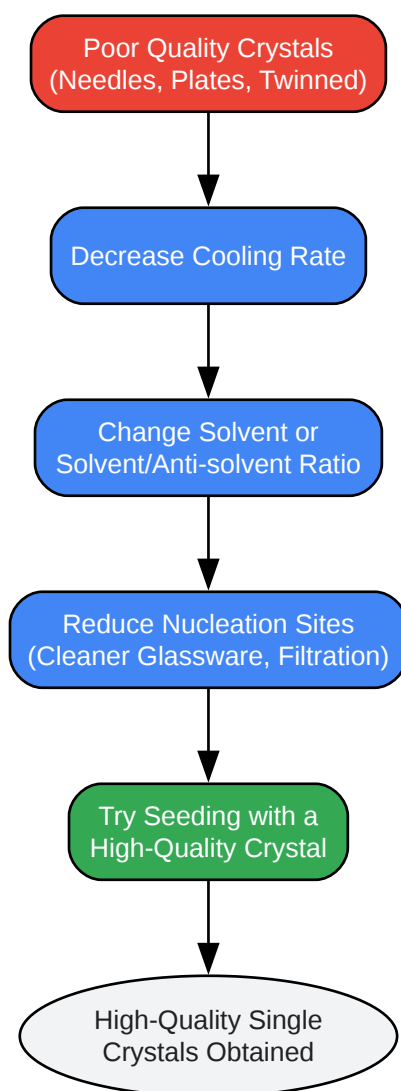 Poor Quality Crystals
(Needles, Plates, Twinned)
Decrease Cooling Rate
Change Solvent or
Solvent/Anti-solvent Ratio
Reduce Nucleation Sites
(Cleaner Glassware, Filtration)
Try Seeding with a
High-Quality Crystal
High-Quality Single
Crystals Obtained